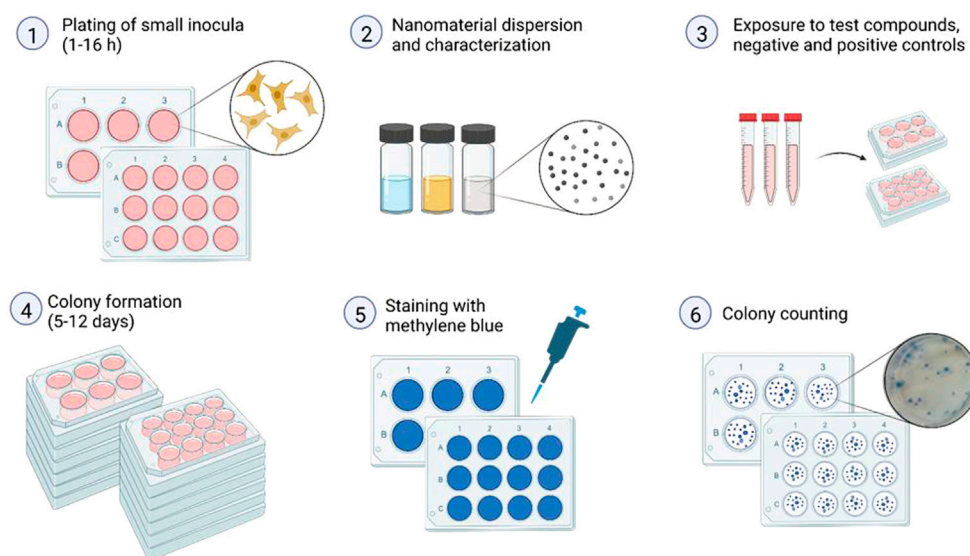 1
Plating of small inocula
(1-16 h)
1 2 3
A
B
1 2 3 4
A
B
C
2
Nanomaterial dispersion
and characterization
3
Exposure to test compounds,
negative and positive controls
4
Colony formation
(5-12 days)
5
Staining with
methylene blue
1 2 3
A
B
1 2 3 4
A
B
C
6
Colony counting
1 2 3
A
B
1 2 3 4
A
B
C